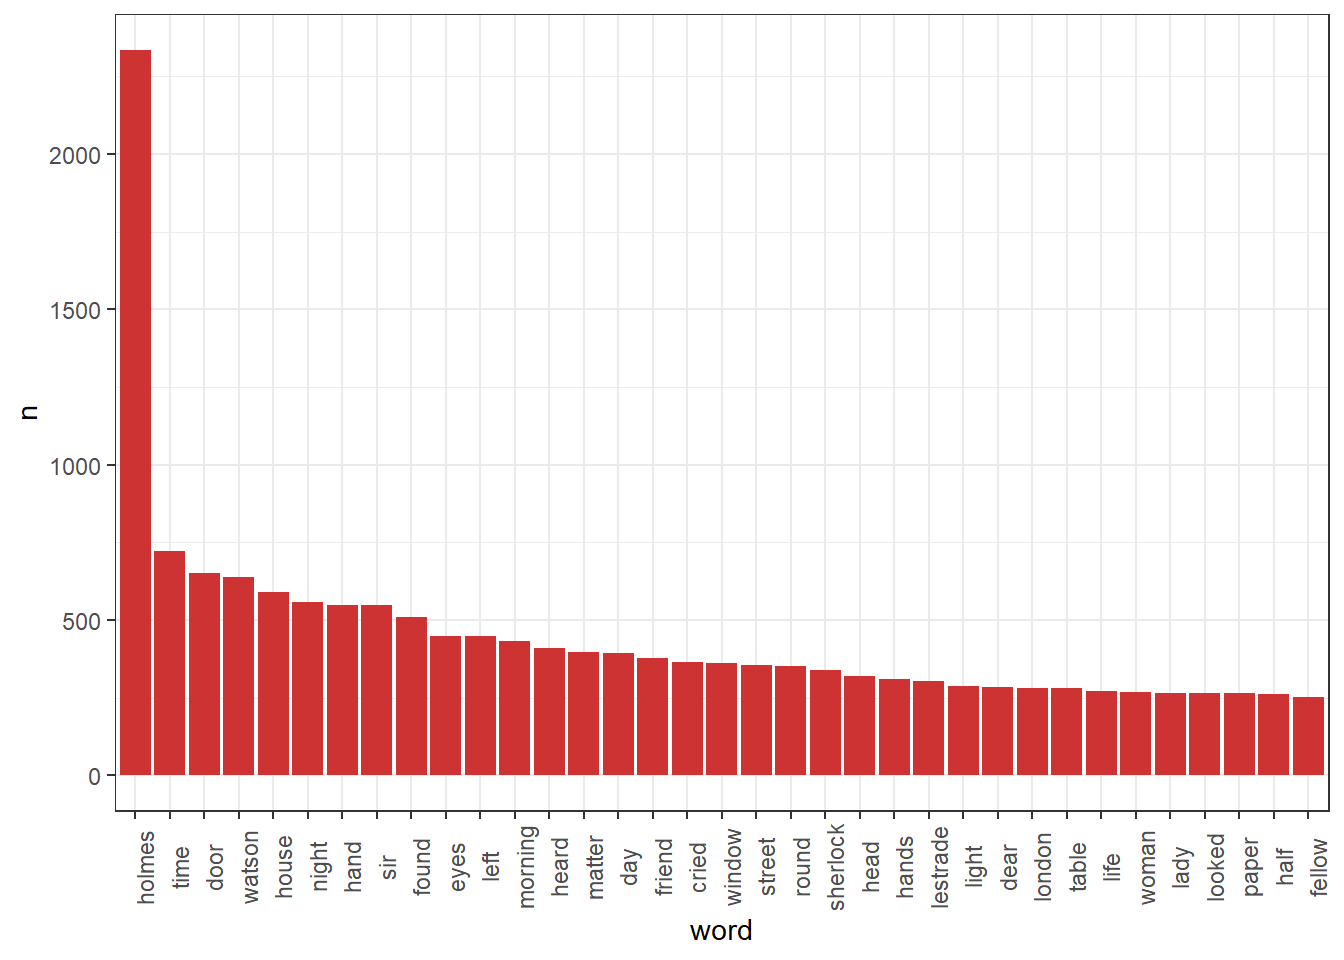 2000
1500
1000
500
0
n
holmes time door watson house night hand sir found eyes left morning heard matter day friend cried window street round sherlock head hands lestrade light dear london table life woman lady looked paper half fellow
word